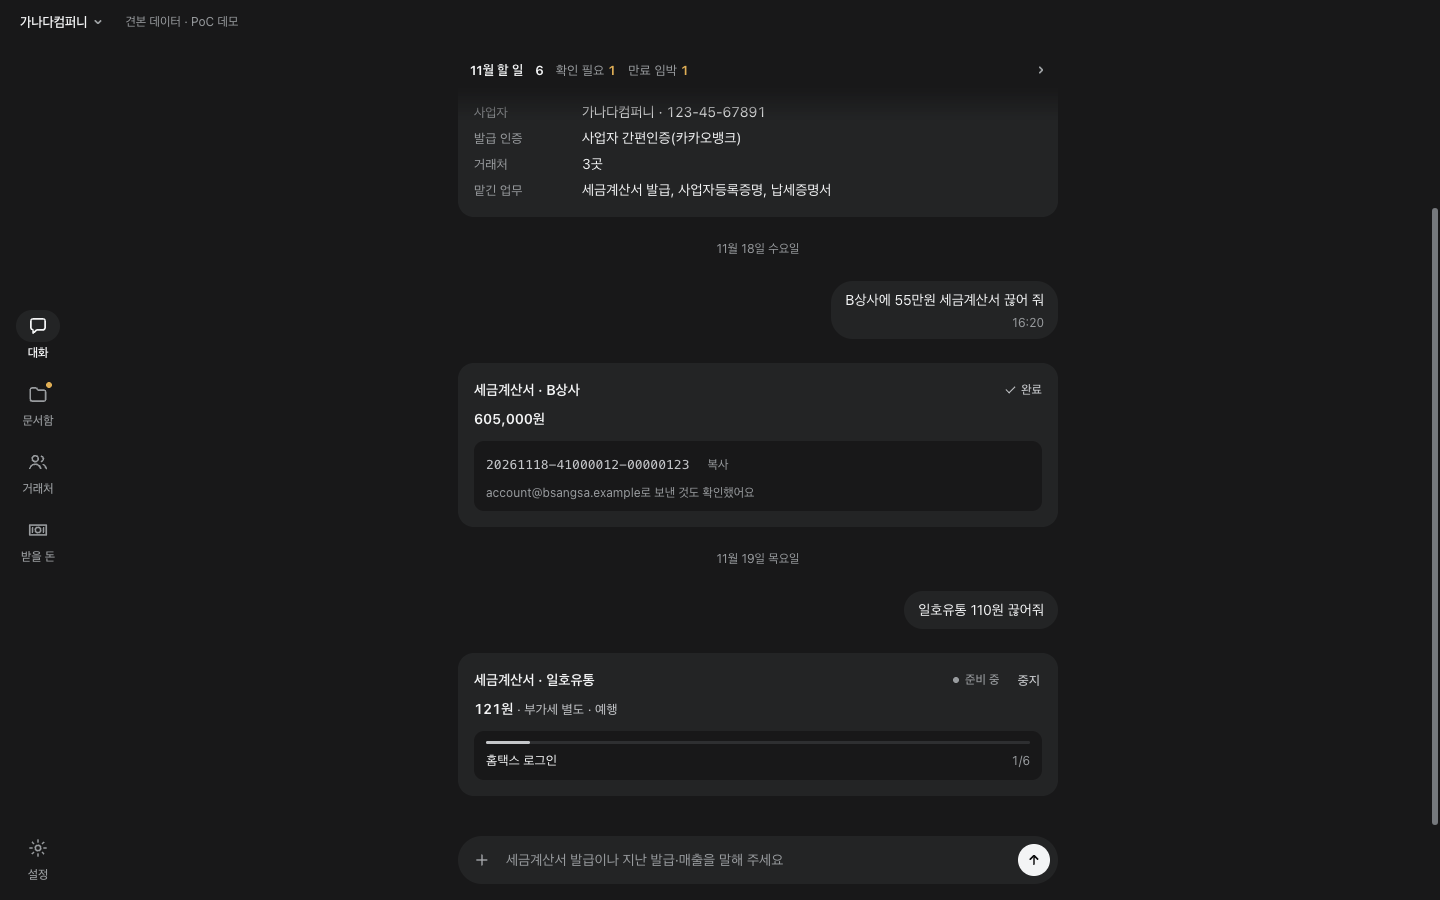 가나다컴퍼니
견본 데이터 · PoC 데모
11월 할 일 6 확인 필요 1 만료 임박 1
사업자 가나다컴퍼니 · 123-45-67891
발급 인증 사업자 간편인증(카카오뱅크)
거래처 3곳
맡긴 업무 세금계산서 발급, 사업자등록증명, 납세증명서
11월 18일 수요일
B상사에 55만원 세금계산서 끊어 줘
16:20
대화
세금계산서 · B상사 완료
605,000원
문서함
20261118–41000012–00000123 복사
account@bsangsa.example로 보낸 것도 확인했어요
거래처
받을 돈
11월 19일 목요일
일호유통 110원 끊어줘
세금계산서 · 일호유통 준비 중 중지
121원 · 부가세 별도 · 예행
홈택스 로그인 1/6
세금계산서 발급이나 지난 발급·매출을 말해 주세요
설정